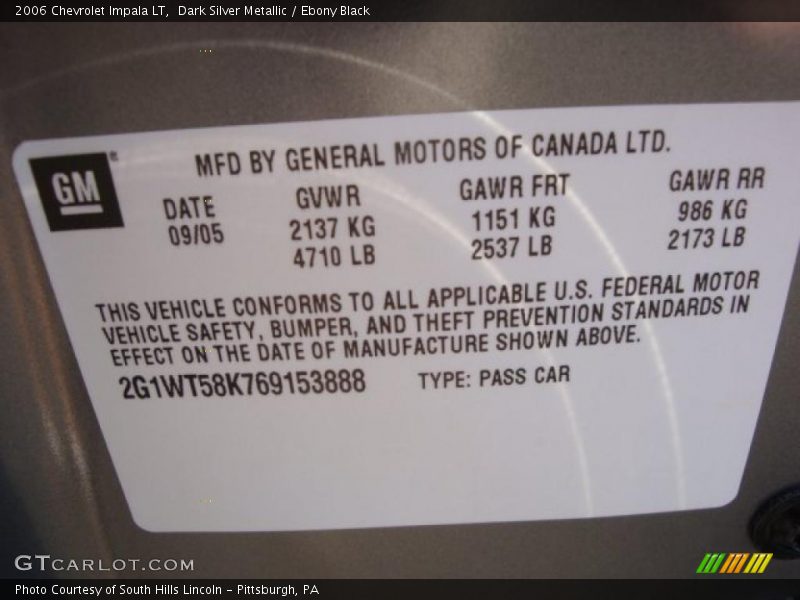 2006 Chevrolet Impala LT,  Dark Silver Metallic / Ebony Black
GM®
MFD BY GENERAL MOTORS OF CANADA LTD.
DATE GVWR GAWR FRT GAWR RR
09/05 2137 KG 1151 KG 986 KG
4710 LB 2537 LB 2173 LB
THIS VEHICLE CONFORMS TO ALL APPLICABLE U.S. FEDERAL MOTOR
VEHICLE SAFETY, BUMPER, AND THEFT PREVENTION STANDARDS IN
EFFECT ON THE DATE OF MANUFACTURE SHOWN ABOVE.
2G1WT58K769153888 TYPE: PASS CAR
GTCARLOT.COM
Photo Courtesy of South Hills Lincoln - Pittsburgh, PA